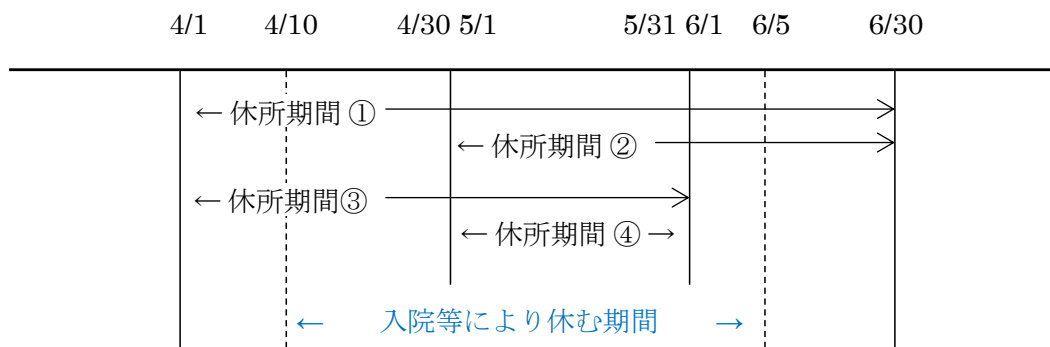 4/1 4/10 4/30 5/1 5/31 6/1 6/5 6/30
← 休所期間 ①
← 休所期間 ②
← 休所期間③
← 休所期間 ④ →
← 入院等により休む期間 →